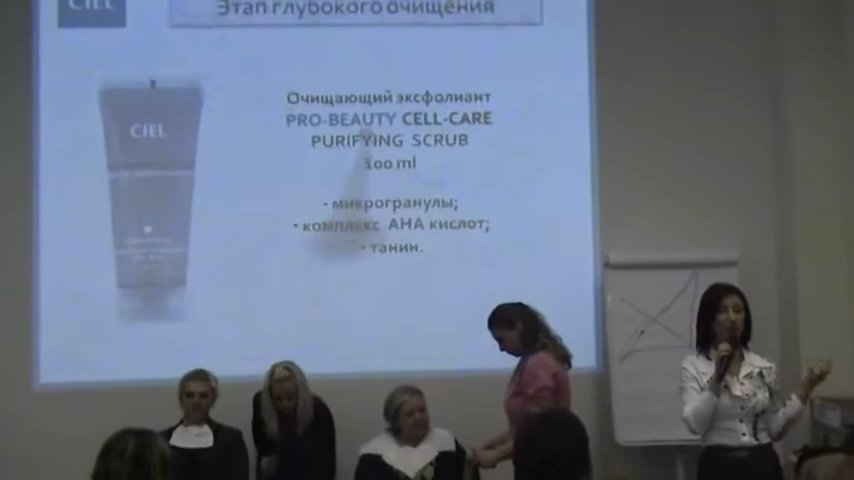 CIEL
Этап глубокого очищения
CIEL
Очищающий эксфолиант
PRO-BEAUTY CELL-CARE
PURIFYING SCRUB
100 ml
• микрогранулы;
• комплекс АНА кислот;
• танин.